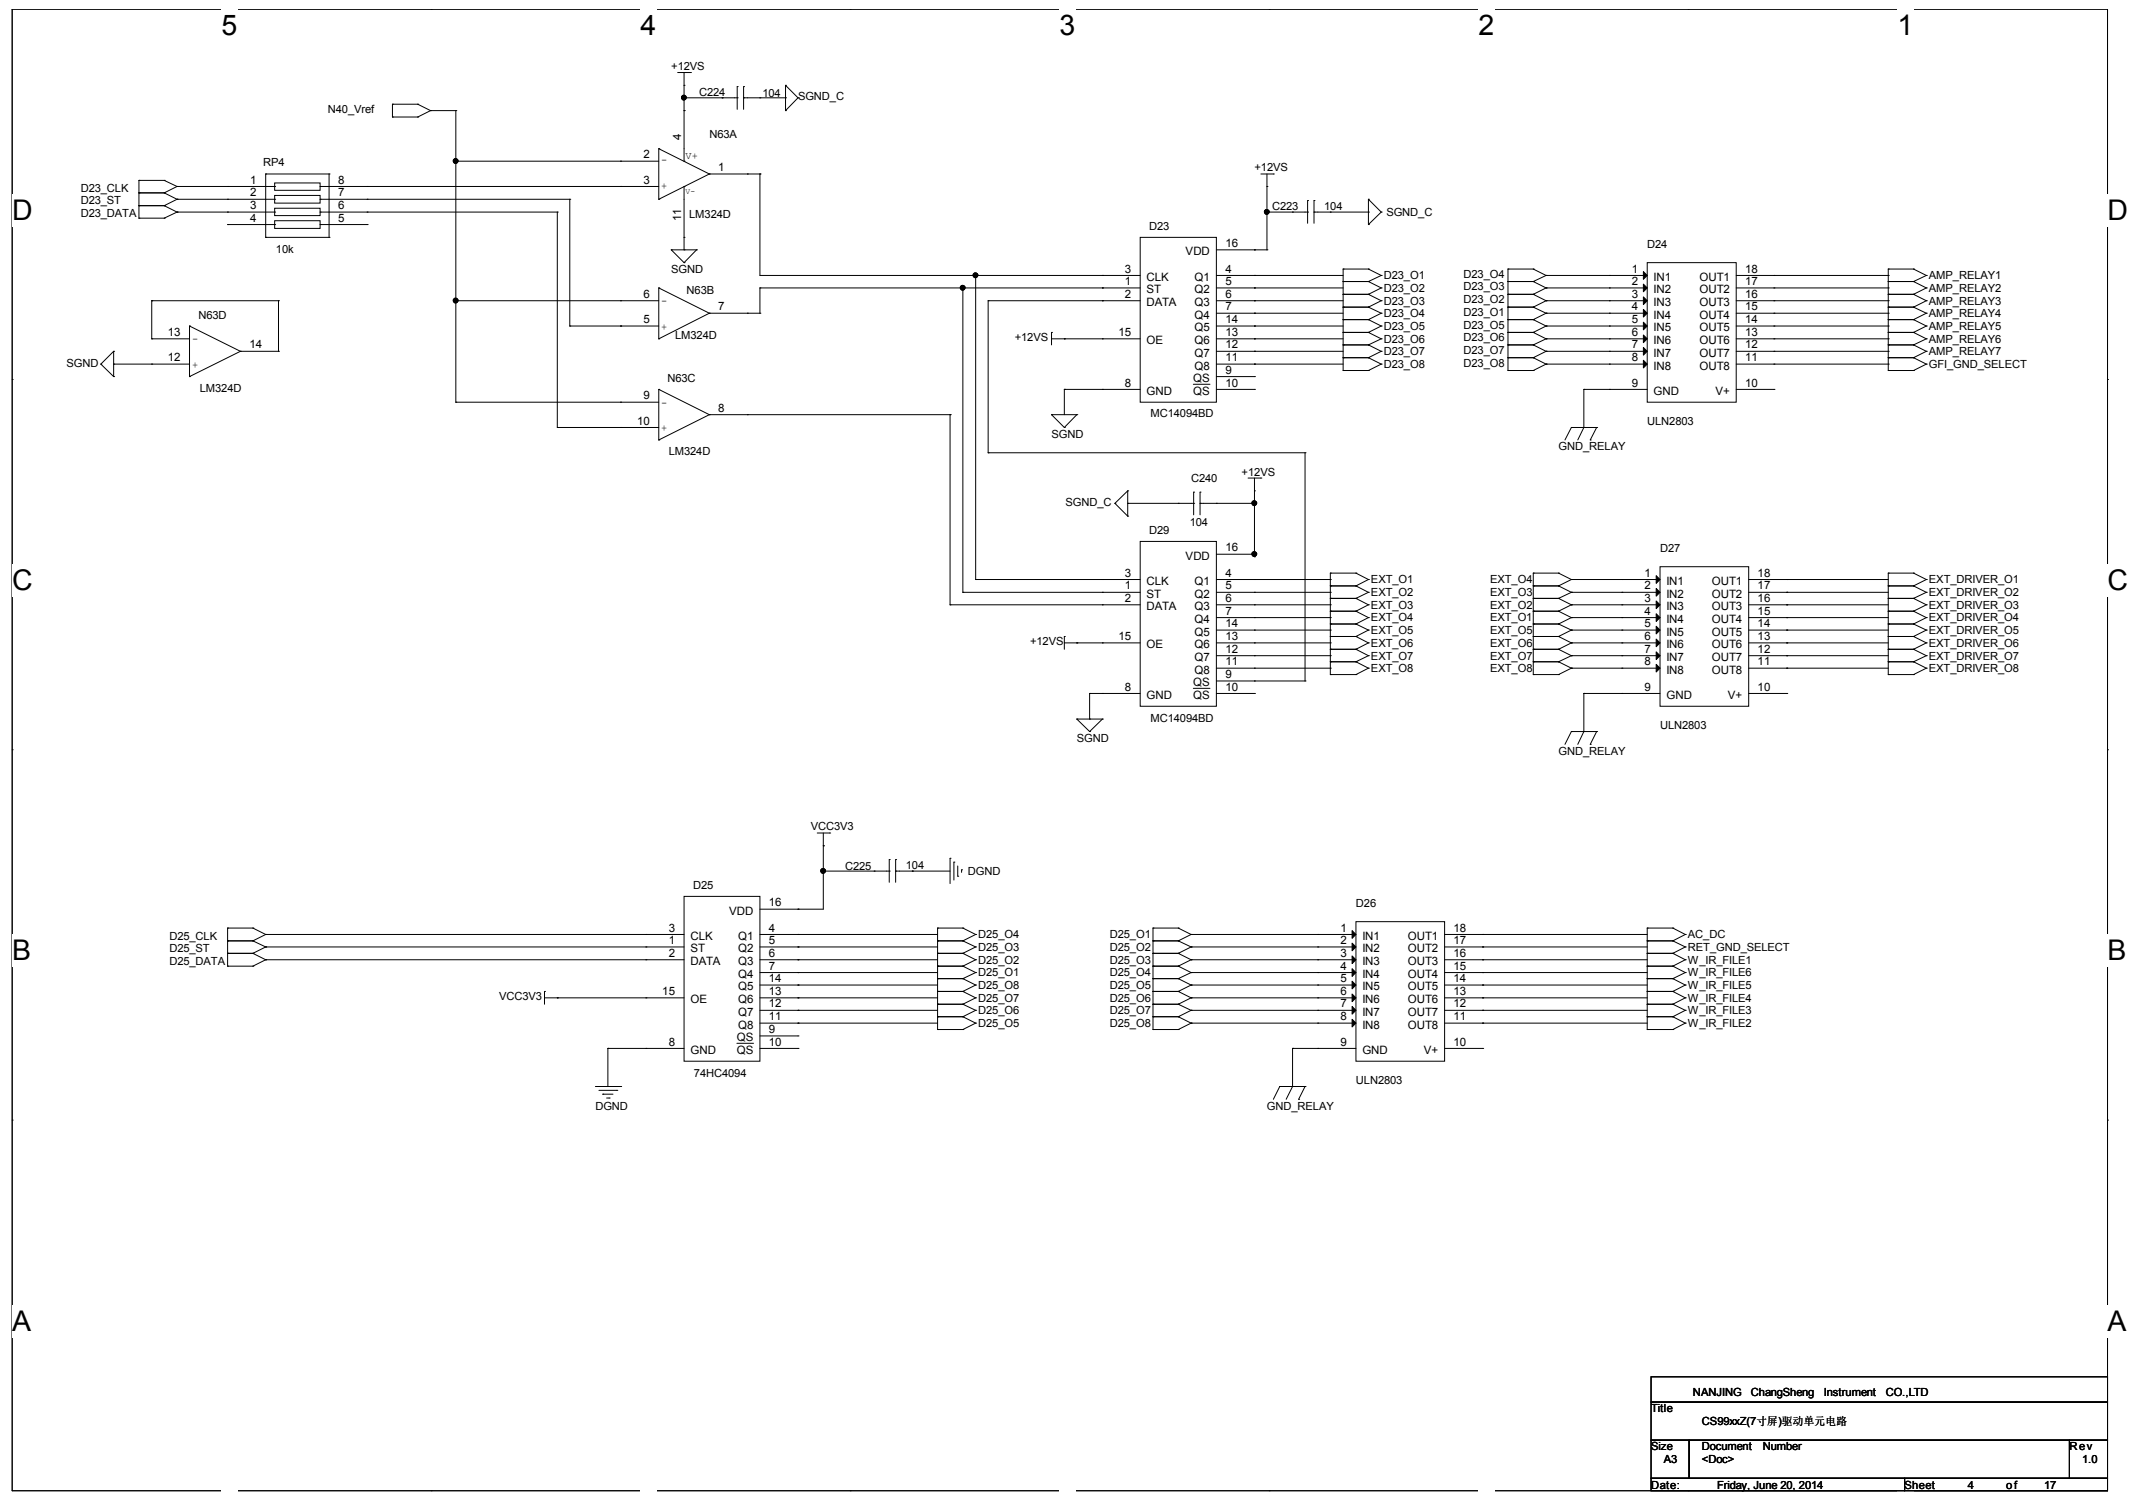 5 4 3 2 1
+12VS
C224 104 SGND_C
N40_Vref
4
N63A
2 - V+
1
3 + V-
LM324D
11
SGND
RP4
D23_CLK 1 8
D23_ST 2 7
D23_DATA 3 6
4 5
10k
D D
N63B
6 -
7
5 +
LM324D
N63D
13 -
14
SGND 12 +
LM324D
N63C
9 -
8
10 +
LM324D
+12VS
C223 104 SGND_C
D23
VDD 16
3 CLK Q1 4 D23_O1
1 ST Q2 5 D23_O2
2 DATA Q3 6 D23_O3
Q4 7 D23_O4
Q5 14 D23_O5
+12VS 15 OE Q6 13 D23_O6
Q7 12 D23_O7
Q8 11 D23_O8
QS 9
8 GND QS 10
MC14094BD
SGND
D24
D23_O4 1 IN1 OUT1 18 AMP_RELAY1
D23_O3 2 IN2 OUT2 17 AMP_RELAY2
D23_O2 3 IN3 OUT3 16 AMP_RELAY3
D23_O1 4 IN4 OUT4 15 AMP_RELAY4
D23_O5 5 IN5 OUT5 14 AMP_RELAY5
D23_O6 6 IN6 OUT6 13 AMP_RELAY6
D23_O7 7 IN7 OUT7 12 AMP_RELAY7
D23_O8 8 IN8 OUT8 11 GFI_GND_SELECT
9 GND V+ 10
ULN2803
GND_RELAY
C C
+12VS
C240
SGND_C
104
D29
VDD 16
3 CLK Q1 4 EXT_O1
1 ST Q2 5 EXT_O2
2 DATA Q3 6 EXT_O3
Q4 7 EXT_O4
Q5 14 EXT_O5
+12VS 15 OE Q6 13 EXT_O6
Q7 12 EXT_O7
Q8 11 EXT_O8
QS 9
8 GND QS 10
MC14094BD
SGND
D27
EXT_O4 1 IN1 OUT1 18 EXT_DRIVER_O1
EXT_O3 2 IN2 OUT2 17 EXT_DRIVER_O2
EXT_O2 3 IN3 OUT3 16 EXT_DRIVER_O3
EXT_O1 4 IN4 OUT4 15 EXT_DRIVER_O4
EXT_O5 5 IN5 OUT5 14 EXT_DRIVER_O5
EXT_O6 6 IN6 OUT6 13 EXT_DRIVER_O6
EXT_O7 7 IN7 OUT7 12 EXT_DRIVER_O7
EXT_O8 8 IN8 OUT8 11 EXT_DRIVER_O8
9 GND V+ 10
ULN2803
GND_RELAY
VCC3V3
C225 104 DGND
B B
D25
VDD 16
D25_CLK 3 CLK Q1 4 D25_O4
D25_ST 1 ST Q2 5 D25_O3
D25_DATA 2 DATA Q3 6 D25_O2
Q4 7 D25_O1
Q5 14 D25_O8
VCC3V3 15 OE Q6 13 D25_O7
Q7 12 D25_O6
Q8 11 D25_O5
QS 9
8 GND QS 10
74HC4094
DGND
D26
D25_O1 1 IN1 OUT1 18 AC_DC
D25_O2 2 IN2 OUT2 17 RET_GND_SELECT
D25_O3 3 IN3 OUT3 16 W_IR_FILE1
D25_O4 4 IN4 OUT4 15 W_IR_FILE6
D25_O5 5 IN5 OUT5 14 W_IR_FILE5
D25_O6 6 IN6 OUT6 13 W_IR_FILE4
D25_O7 7 IN7 OUT7 12 W_IR_FILE3
D25_O8 8 IN8 OUT8 11 W_IR_FILE2
9 GND V+ 10
ULN2803
GND_RELAY
A A
NANJING ChangSheng Instrument CO.,LTD
Title
CS99xxZ(7寸屏)驱动单元电路
Size Document Number Rev
A3 <Doc> 1.0
Date: Friday, June 20, 2014 Sheet 4 of 17